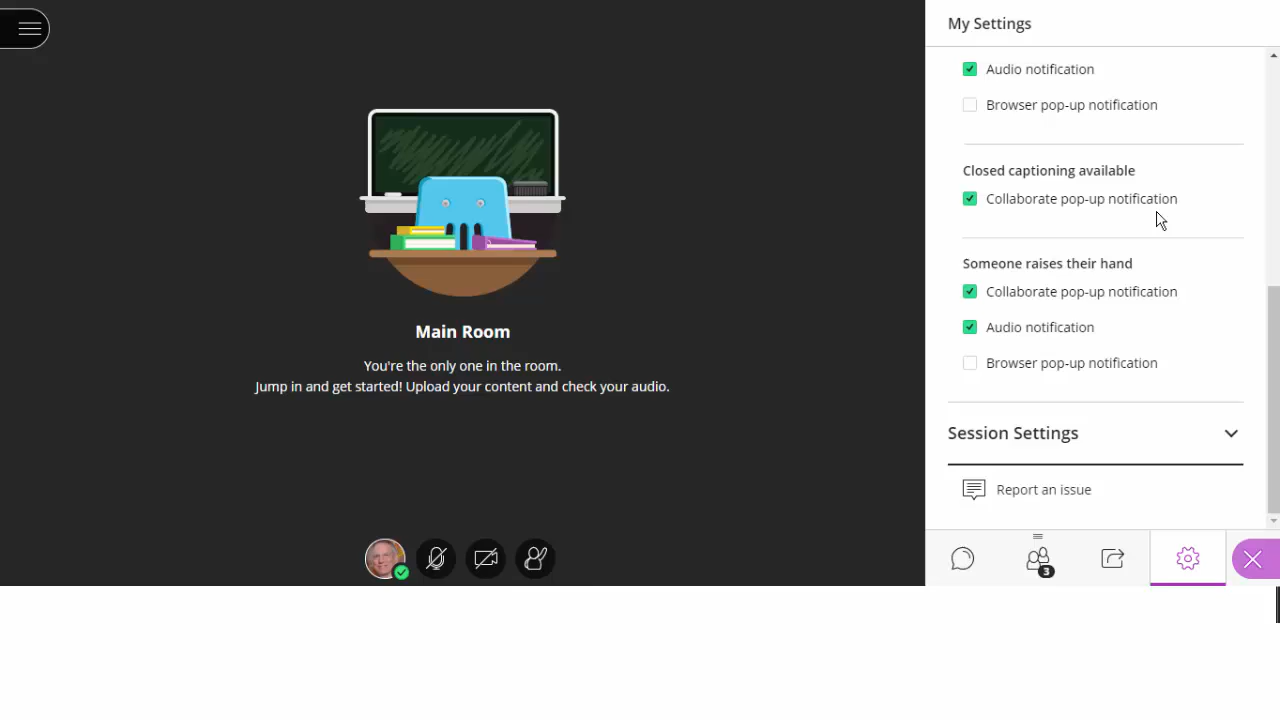 My Settings
Audio notification
Browser pop-up notification
Closed captioning available
Collaborate pop-up notification
Someone raises their hand
Collaborate pop-up notification
Audio notification
Browser pop-up notification
Session Settings
Report an issue
3
Main Room
You're the only one in the room.
Jump in and get started! Upload your content and check your audio.